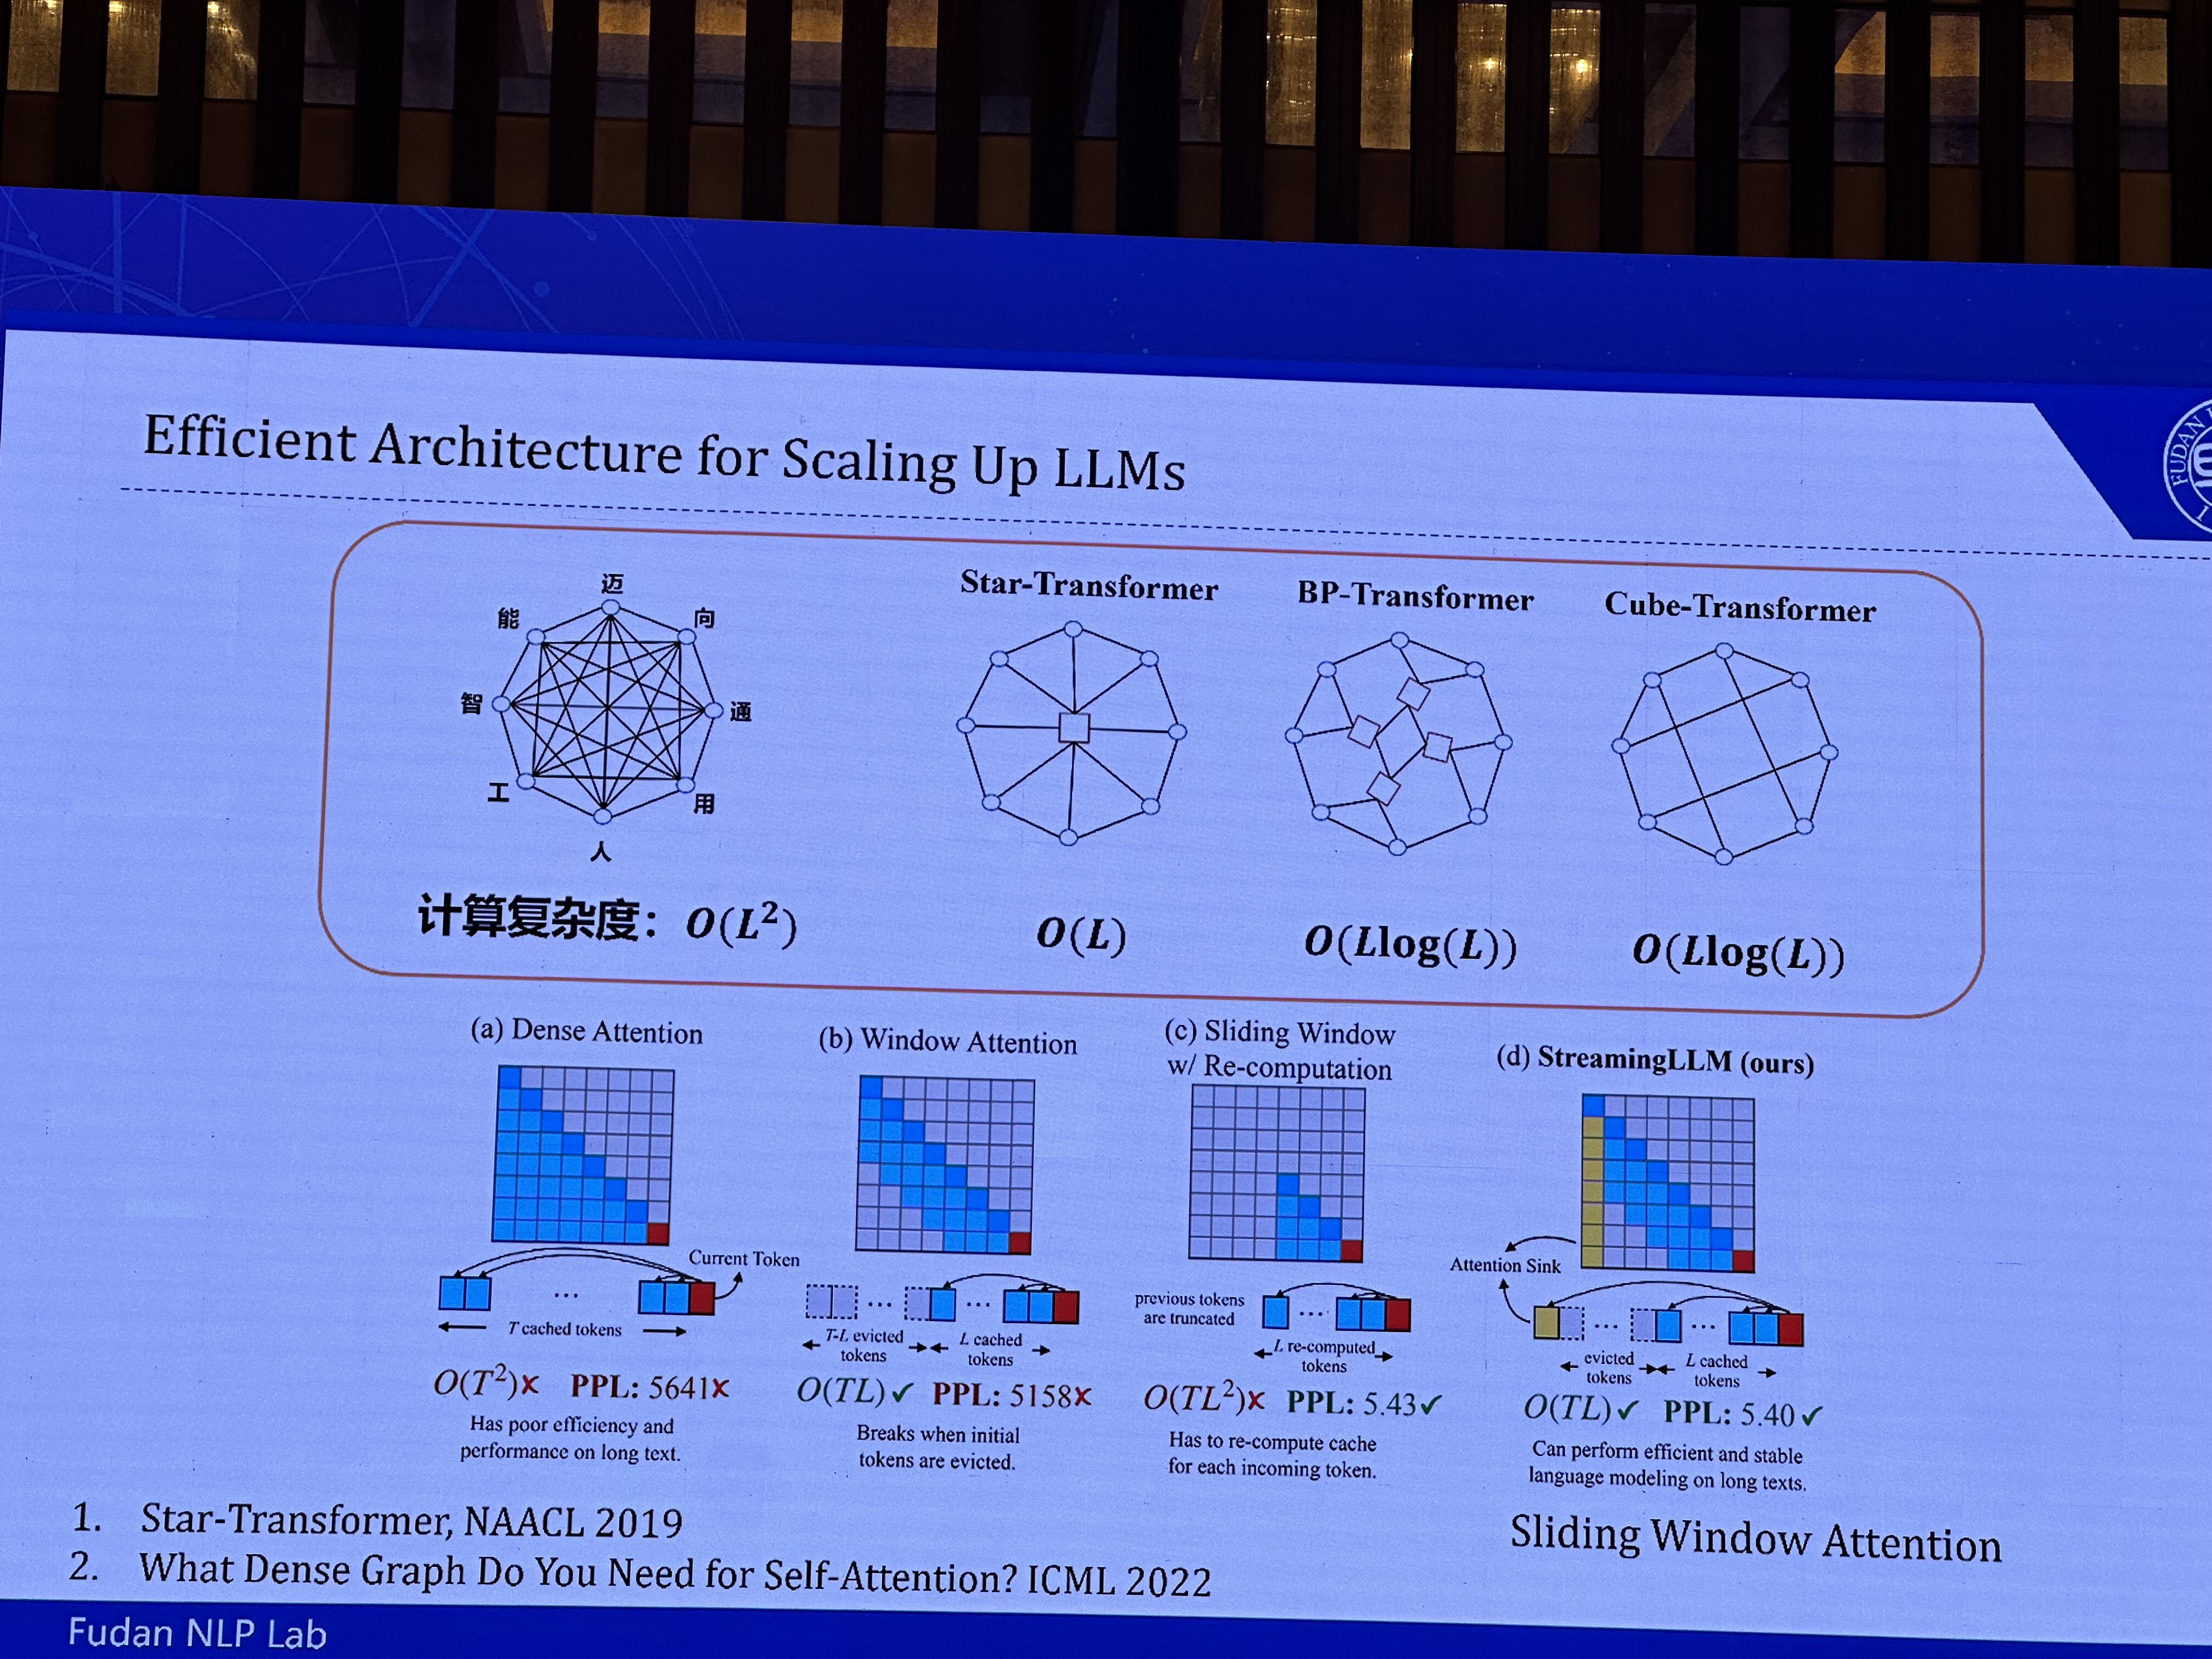 Efficient Architecture for Scaling Up LLMs
FUDAN
迈
能
向
智
通
工
用
人
Star-Transformer
BP-Transformer
Cube-Transformer
计算复杂度：O(L²)
O(L)
O(Llog(L))
O(Llog(L))
(a) Dense Attention
Current Token
...
T cached tokens
O(T²)✗ PPL: 5641✗
Has poor efficiency and
performance on long text.
(b) Window Attention
...
...
T-L evicted
tokens
L cached
tokens
O(TL)✓ PPL: 5158✗
Breaks when initial
tokens are evicted.
(c) Sliding Window
w/ Re-computation
previous tokens
are truncated
...
L re-computed
tokens
O(TL²)✗ PPL: 5.43✓
Has to re-compute cache
for each incoming token.
(d) StreamingLLM (ours)
Attention Sink
...
...
evicted
tokens
L cached
tokens
O(TL)✓ PPL: 5.40✓
Can perform efficient and stable
language modeling on long texts.
1. Star-Transformer, NAACL 2019
2. What Dense Graph Do You Need for Self-Attention? ICML 2022
Sliding Window Attention
Fudan NLP Lab